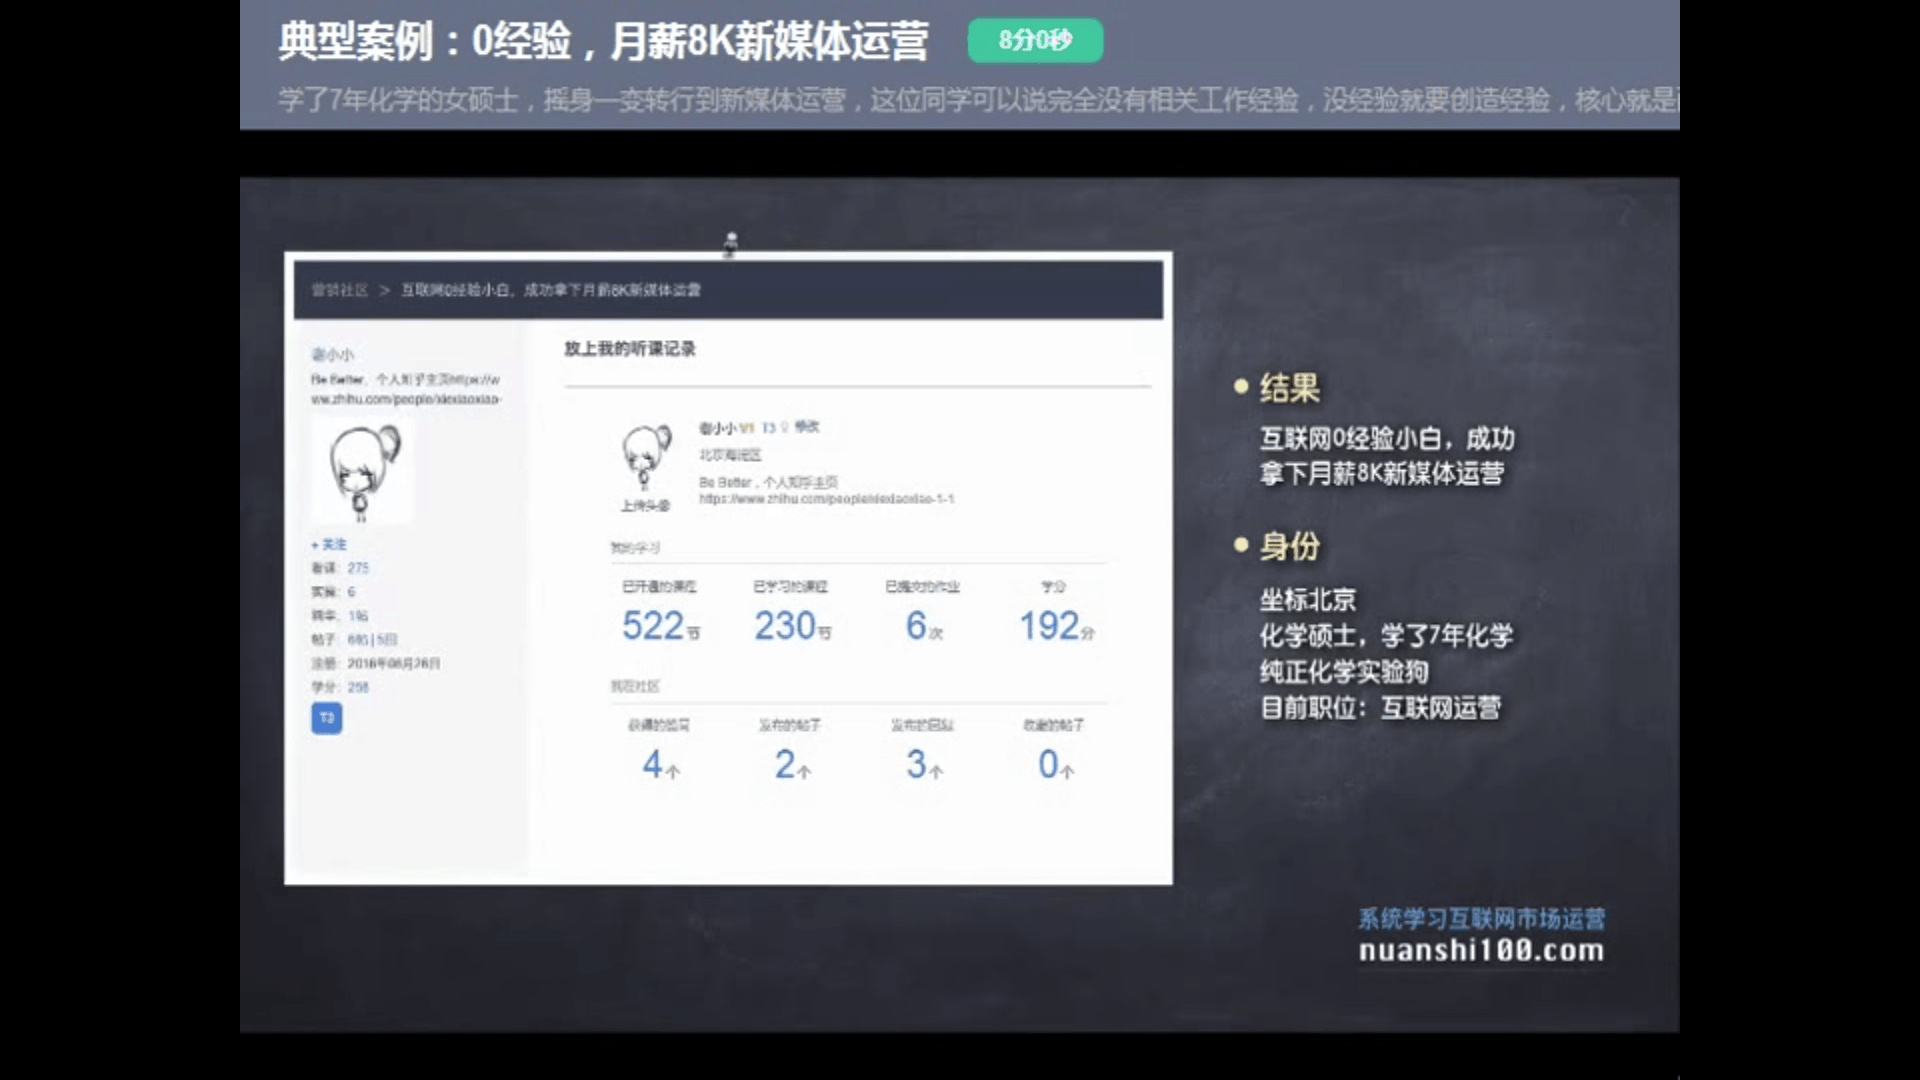 典型案例：0经验，月薪8K新媒体运营
8分0秒
学了7年化学的女硕士，摇身一变转行到新媒体运营，这位同学可以说完全没有相关工作经验，没经验就要创造经验，核心就是
营销社区 > 互联网0经验小白，成功拿下月薪8K新媒体运营
谢小小
Be Better，个人知乎主页https://w
ww.zhihu.com/people/xiexiaoxiao-
+ 关注
看课: 275
实操: 6
精华: 1帖
注册: 2016年06月26日
学分: 258
T3
放上我的听课记录
谢小小 V1 T3 ♀ 修改
北京海淀区
Be Better，个人知乎主页
https://www.zhihu.com/people/xiexiaoxiao-1-1
上传头像
我的学习
已开通的课程 已学习的课程 已提交的作业 学分
522节 230节 6次 192分
我在社区
获得的签写 发布的帖子 发布的回帖 收藏的帖子
4个 2个 3个 0个
结果
互联网0经验小白，成功
拿下月薪8K新媒体运营
身份
坐标北京
化学硕士，学了7年化学
纯正化学实验狗
目前职位：互联网运营
系统学习互联网市场运营
nuanshi100.com